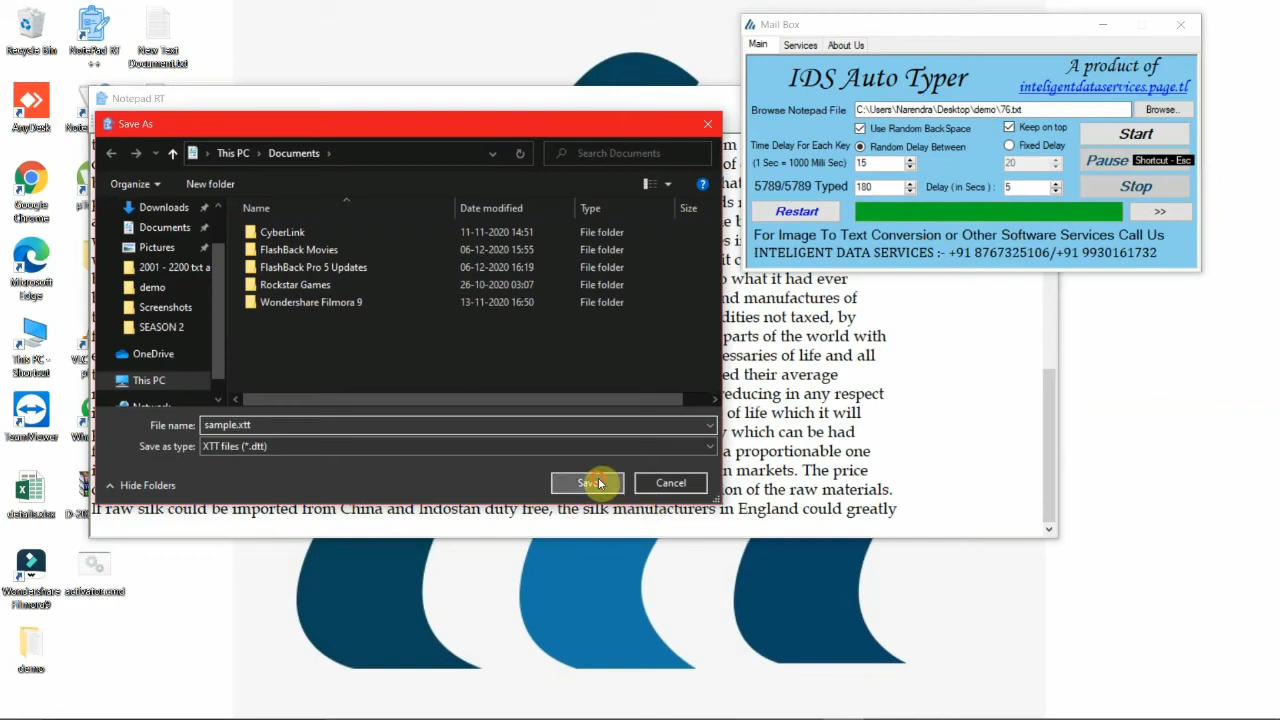 Recycle Bin
NotePad RT
++
New Text
Document.txt
AnyDesk
Google
Chrome
Microsoft
Edge
This PC -
Shortcut
TeamViewer
details.xlsx
Wondershare
Filmora9
activator.cmd
demo
Notepad RT
Save As
This PC > Documents >
Search Documents
Organize
New folder
Name
Date modified
Type
Size
Downloads
Documents
Pictures
2001 - 2200 txt a
demo
Screenshots
SEASON 2
OneDrive
This PC
Network
CyberLink 11-11-2020 14:51 File folder
FlashBack Movies 06-12-2020 15:55 File folder
FlashBack Pro 5 Updates 06-12-2020 16:19 File folder
Rockstar Games 26-10-2020 03:07 File folder
Wondershare Filmora 9 13-11-2020 16:50 File folder
File name: sample.xtt
Save as type: XTT files (*.dtt)
Hide Folders
Save
Cancel
Mail Box
Main Services About Us
IDS Auto Typer
A product of
inteligentdataservices.page.tl
Browse Notepad File C:\Users\Narendra\Desktop\demo\76.txt Browse..
Use Random BackSpace Keep on top Start
Time Delay For Each Key Random Delay Between Fixed Delay
(1 Sec = 1000 Mili Sec) 15 20 Pause Shortcut - Esc
5789/5789 Typed 180 Delay (in Secs) : 5 Stop
Restart >>
For Image To Text Conversion or Other Software Services Call Us
INTELIGENT DATA SERVICES :- +91 8767325106/+91 9930161732
what it had ever
nd manufactures of
dities not taxed, by
parts of the world with
essaries of life and all
ed their average
reducing in any respect
of life which it will
y which can be had
a proportionable one
n markets. The price
ion of the raw materials.
If raw silk could be imported from China and Indostan duty free, the silk manufacturers in England could greatly